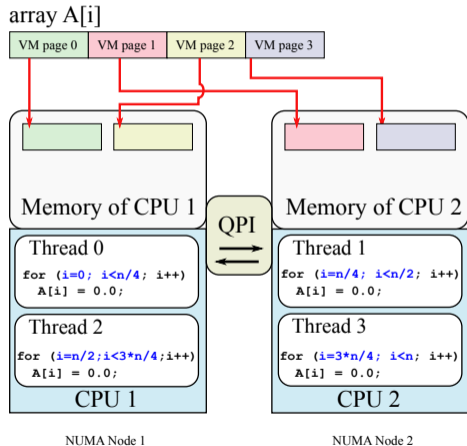 array A[i]
VM page 0 VM page 1 VM page 2 VM page 3
Memory of CPU 1
Memory of CPU 2
QPI
Thread 0
for (i=0; i<n/4; i++)
A[i] = 0.0;
Thread 2
for (i=n/2;i<3*n/4;i++)
A[i] = 0.0;
CPU 1
Thread 1
for (i=n/4; i<n/2; i++)
A[i] = 0.0;
Thread 3
for (i=3*n/4; i<n; i++)
A[i] = 0.0;
CPU 2
NUMA Node 1
NUMA Node 2